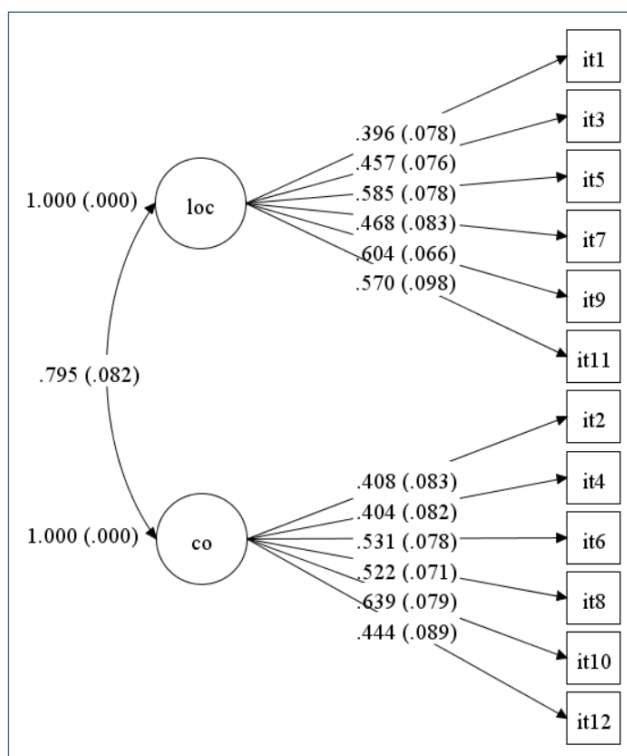 it1
it3
.396 (.078)
.457 (.076)
it5
.585 (.078)
1.000 (.000)
loc
.468 (.083)
it7
.604 (.066)
.570 (.098)
it9
it11
.795 (.082)
it2
it4
.408 (.083)
.404 (.082)
1.000 (.000)
co
.531 (.078)
it6
.522 (.071)
it8
.639 (.079)
.444 (.089)
it10
it12